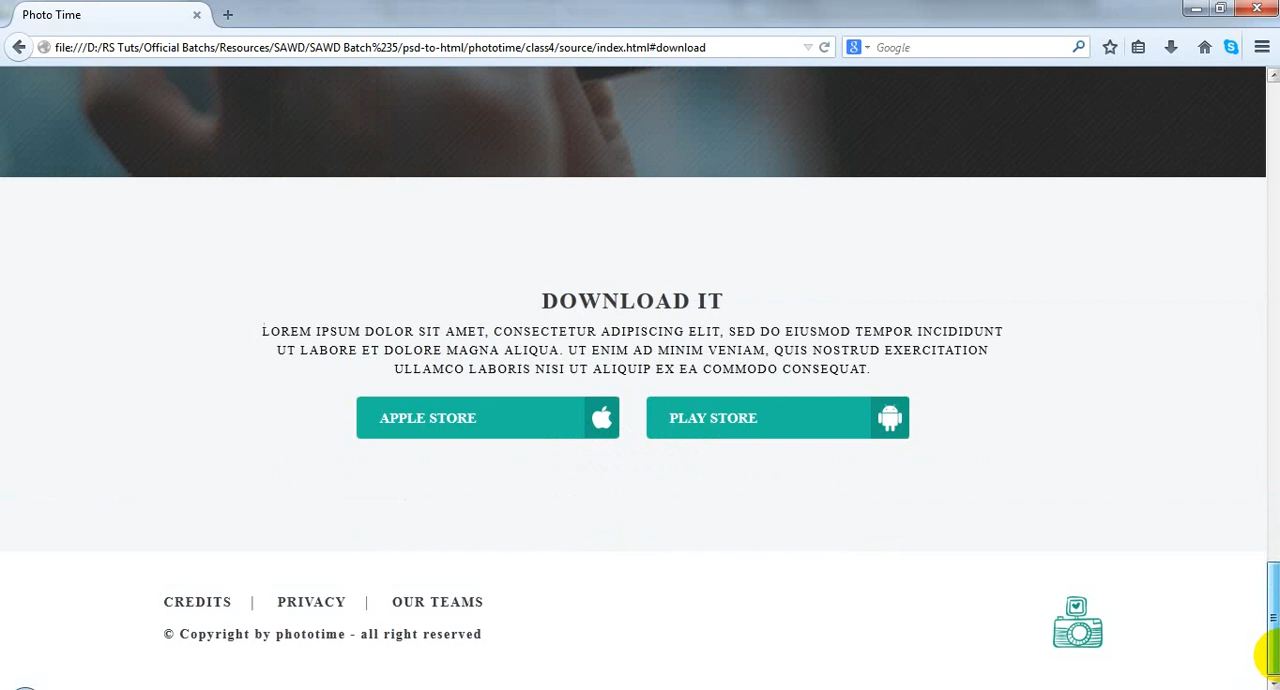 Photo Time
file:///D:/RS Tuts/Official Batchs/Resources/SAWD/SAWD Batch%235/psd-to-html/phototime/class4/source/index.html#download
Google
DOWNLOAD IT
LOREM IPSUM DOLOR SIT AMET, CONSECTETUR ADIPISCING ELIT, SED DO EIUSMOD TEMPOR INCIDIDUNT
UT LABORE ET DOLORE MAGNA ALIQUA. UT ENIM AD MINIM VENIAM, QUIS NOSTRUD EXERCITATION
ULLAMCO LABORIS NISI UT ALIQUIP EX EA COMMODO CONSEQUAT.
APPLE STORE
PLAY STORE
CREDITS | PRIVACY | OUR TEAMS
© Copyright by phototime - all right reserved